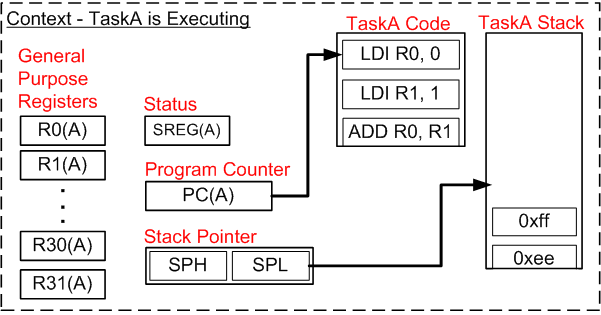 Context - TaskA is Executing
General
Purpose
Registers
R0(A)
R1(A)
R30(A)
R31(A)
Status
SREG(A)
Program Counter
PC(A)
Stack Pointer
SPH
SPL
TaskA Code
LDI R0, 0
LDI R1, 1
ADD R0, R1
TaskA Stack
0xff
0xee